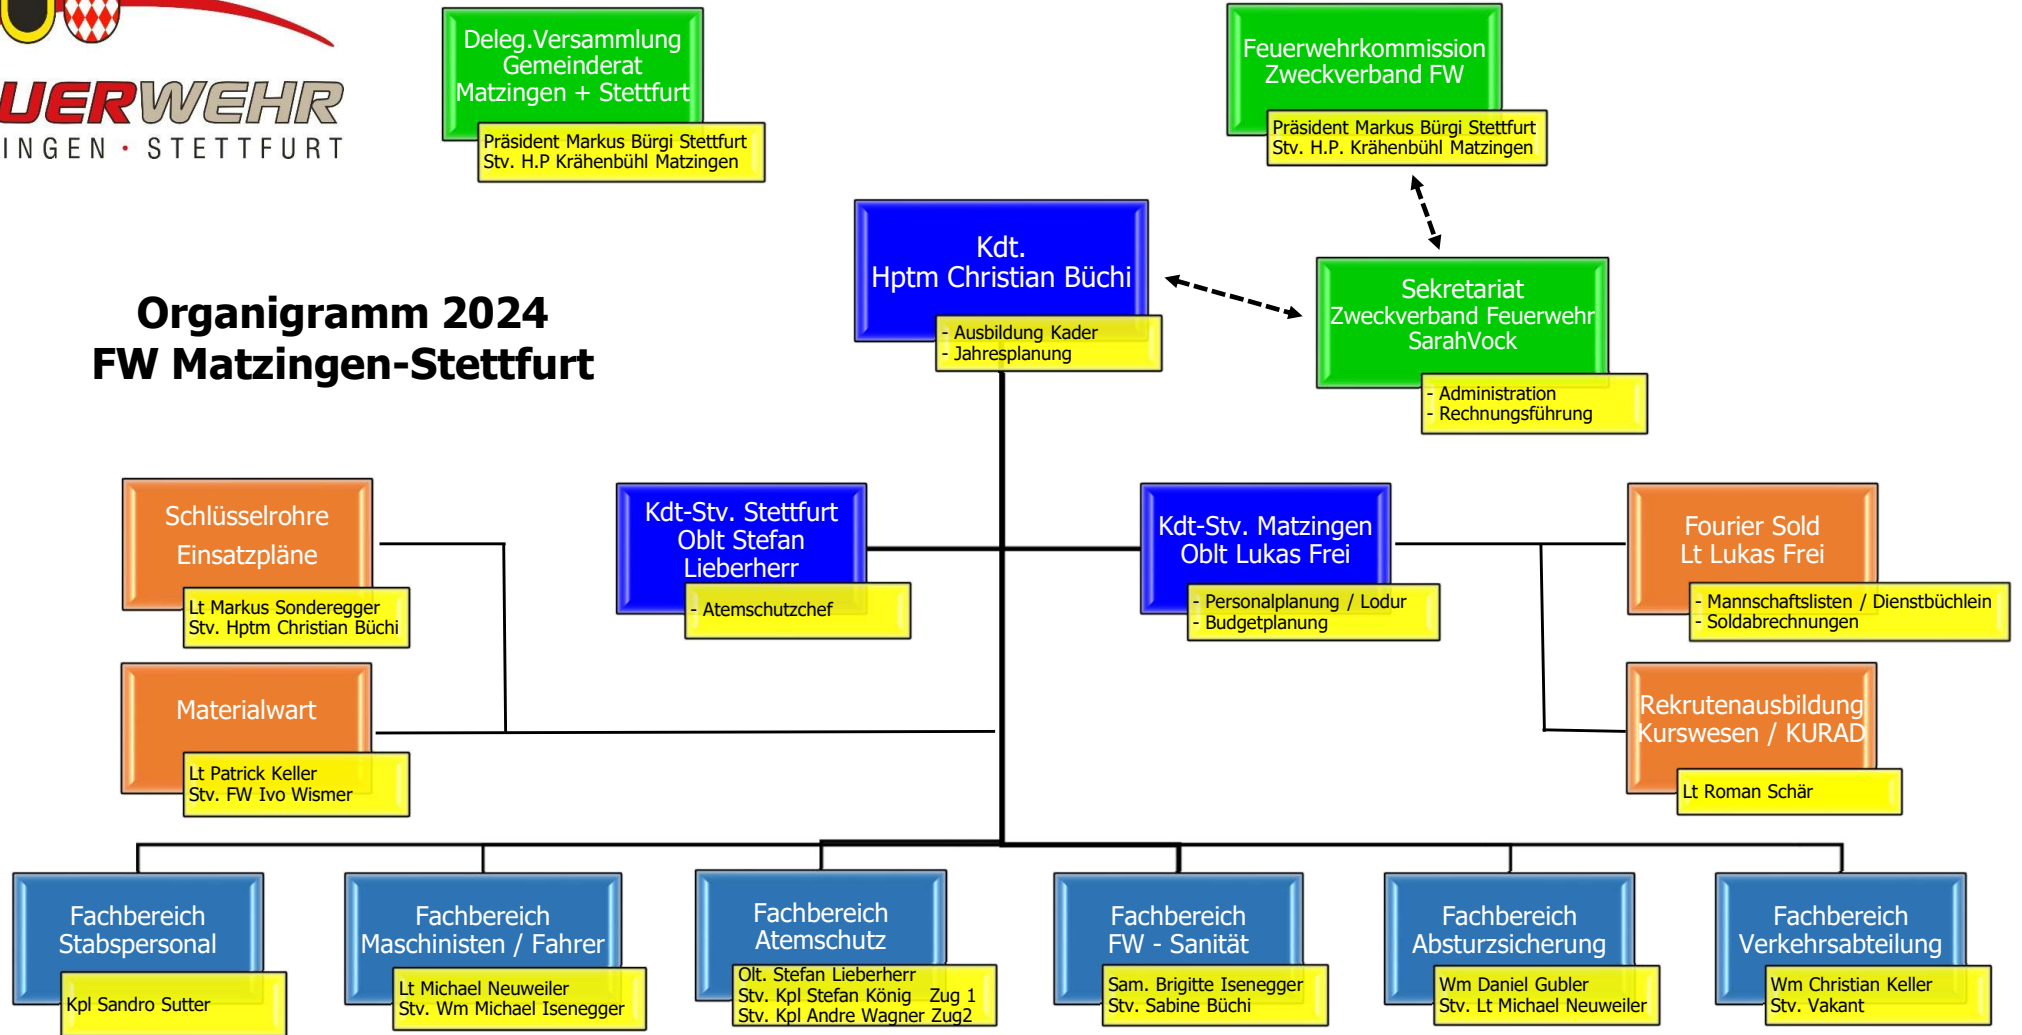 UERWEHR
INGEN • STETTFURT
Deleg.Versammlung
Gemeinderat
Matzingen + Stettfurt
Präsident Markus Bürgi Stettfurt
Stv. H.P Krähenbühl Matzingen
Feuerwehrkommission
Zweckverband FW
Präsident Markus Bürgi Stettfurt
Stv. H.P. Krähenbühl Matzingen
Kdt.
Hptm Christian Büchi
- Ausbildung Kader
- Jahresplanung
Sekretariat
Zweckverband Feuerwehr
SarahVock
- Administration
- Rechnungsführung
Organigramm 2024
FW Matzingen-Stettfurt
Schlüsselrohre
Einsatzpläne
Lt Markus Sonderegger
Stv. Hptm Christian Büchi
Kdt-Stv. Stettfurt
Oblt Stefan
Lieberherr
- Atemschutzchef
Kdt-Stv. Matzingen
Oblt Lukas Frei
- Personalplanung / Lodur
- Budgetplanung
Fourier Sold
Lt Lukas Frei
- Mannschaftslisten / Dienstbüchlein
- Soldabrechnungen
Materialwart
Lt Patrick Keller
Stv. FW Ivo Wismer
Rekrutenausbildung
Kurswesen / KURAD
Lt Roman Schär
Fachbereich
Stabspersonal
Kpl Sandro Sutter
Fachbereich
Maschinisten / Fahrer
Lt Michael Neuweiler
Stv. Wm Michael Isenegger
Fachbereich
Atemschutz
Olt. Stefan Lieberherr
Stv. Kpl Stefan König Zug 1
Stv. Kpl Andre Wagner Zug2
Fachbereich
FW - Sanität
Sam. Brigitte Isenegger
Stv. Sabine Büchi
Fachbereich
Absturzsicherung
Wm Daniel Gubler
Stv. Lt Michael Neuweiler
Fachbereich
Verkehrsabteilung
Wm Christian Keller
Stv. Vakant